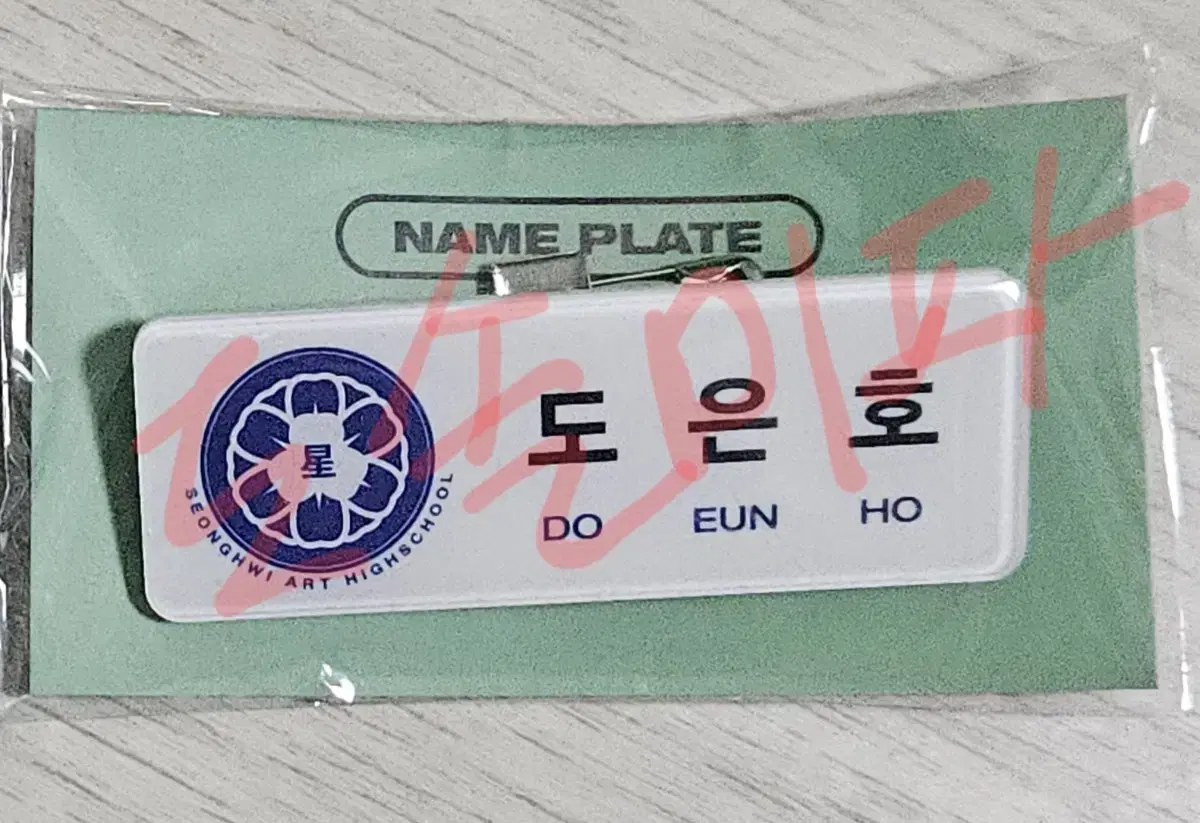 NAME PLATE
星
SEONGHWI ART HIGHSCHOOL
도은호
DO EUN HO